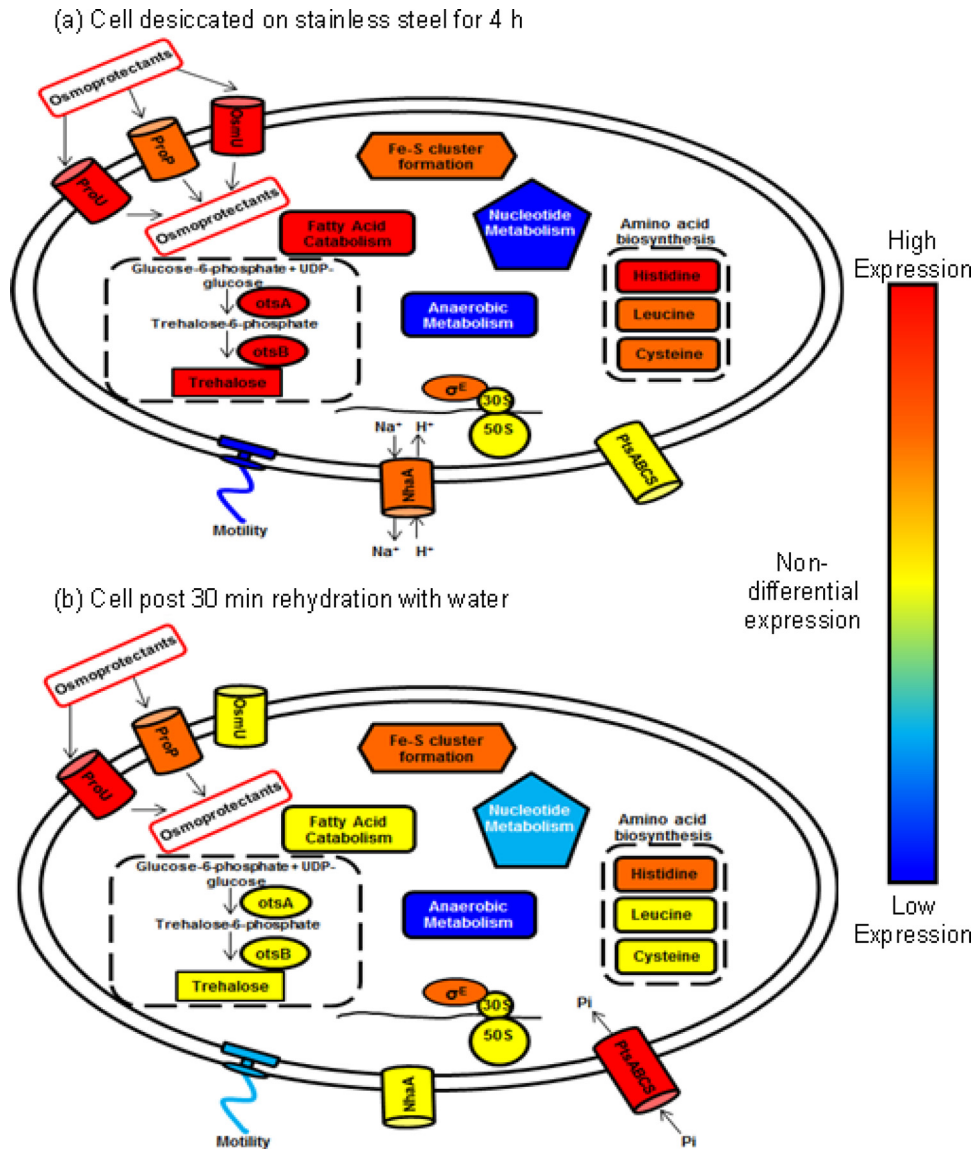 (a) Cell desiccated on stainless steel for 4 h
Osmoprotectants
OsmU
ProP
ProU
Osmoprotectants
Fe-S cluster
formation
Fatty Acid
Catabolism
Nucleotide
Metabolism
Amino acid
biosynthesis
Histidine
Leucine
Cysteine
Glucose-6-phosphate + UDP-
glucose
otsA
Trehalose-6-phosphate
otsB
Trehalose
Anaerobic
Metabolism
σE
30S
50S
Na+ H+
NhaA
Na+ H+
PtsABCS
Motility
High
Expression
Non-
differential
expression
Low
Expression
(b) Cell post 30 min rehydration with water
Osmoprotectants
OsmU
ProP
ProU
Osmoprotectants
Fe-S cluster
formation
Fatty Acid
Catabolism
Nucleotide
Metabolism
Amino acid
biosynthesis
Histidine
Leucine
Cysteine
Glucose-6-phosphate + UDP-
glucose
otsA
Trehalose-6-phosphate
otsB
Trehalose
Anaerobic
Metabolism
σE
30S
50S
NhaA
Pi
PtsABCS
Pi
Motility